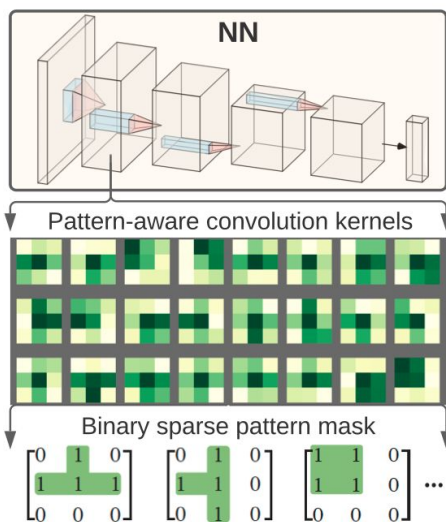 NN
Pattern-aware convolution kernels
Binary sparse pattern mask
0 1 0 0 1 0 1 1 0
1 1 1 1 1 0 1 1 0 ...
0 0 0 0 1 0 0 0 0